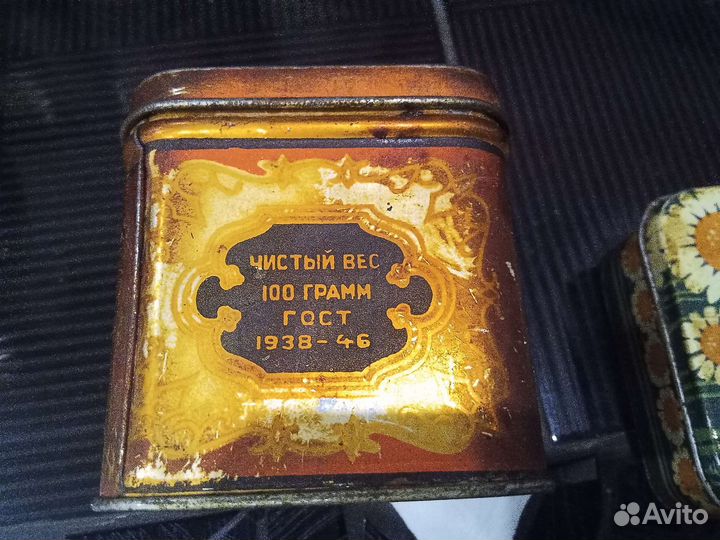 ЧИСТЫЙ ВЕС
100 ГРАММ
ГОСТ
1938-46
Avito